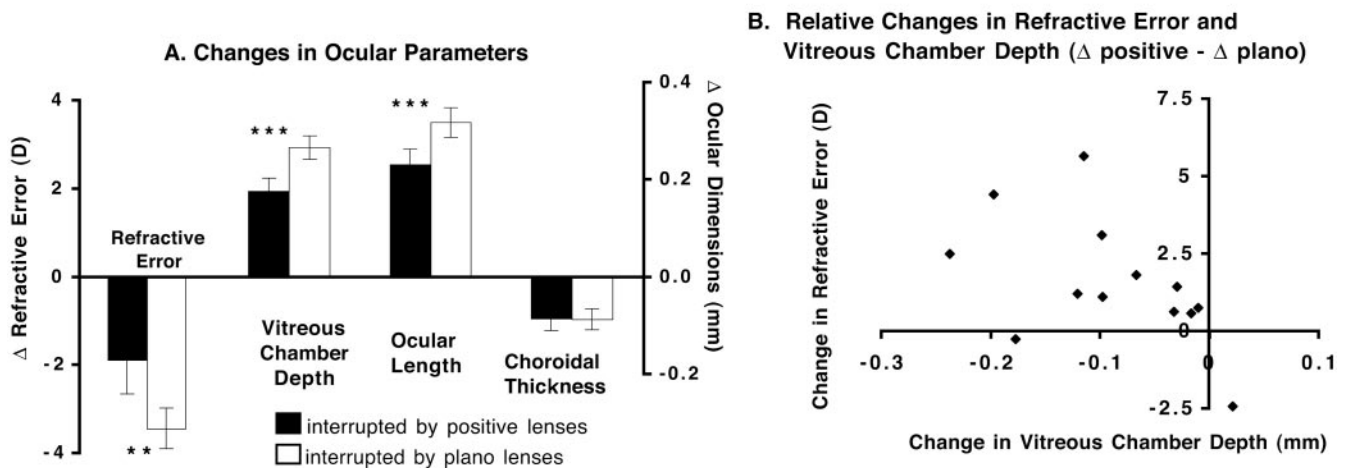 A. Changes in Ocular Parameters
Δ Refractive Error (D)
4
2
0
-2
-4
Refractive
Error
**
***
Vitreous
Chamber
Depth
***
Ocular
Length
Choroidal
Thickness
interrupted by positive lenses
interrupted by plano lenses
0.4
0.2
0.0
-0.2
Δ Ocular Dimensions (mm)
B. Relative Changes in Refractive Error and
Vitreous Chamber Depth (Δ positive - Δ plano)
Change in Refractive Error (D)
7.5
5
2.5
0
-2.5
-0.3
-0.2
-0.1
0
0.1
Change in Vitreous Chamber Depth (mm)